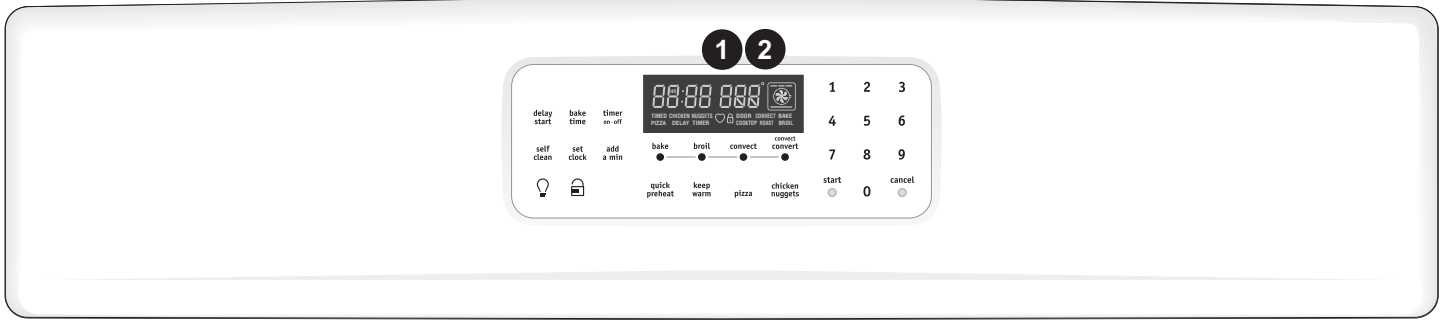 1 2
88:88 888°
TIMED CHICKEN NUGGETS DOOR CONVECT BAKE
PIZZA DELAY TIMER COOKTOP ROAST BROIL
delay start
bake time
timer on-off
self clean
set clock
add a min
bake
broil
convect
convect convert
quick preheat
keep warm
pizza
chicken nuggets
1 2 3
4 5 6
7 8 9
start
0
cancel